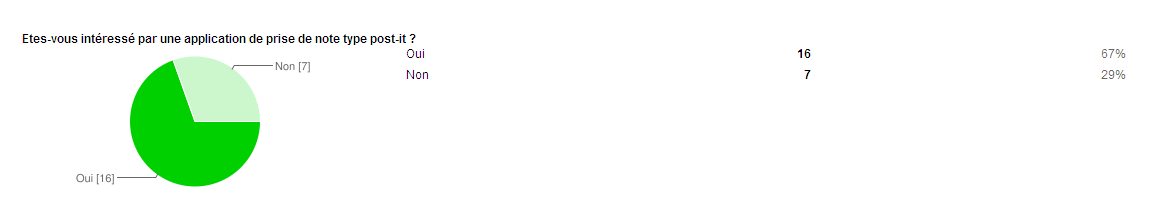 Etes-vous intéressé par une application de prise de note type post-it ?
Oui 16 67%
Non [7]
Non 7 29%
Oui [16]